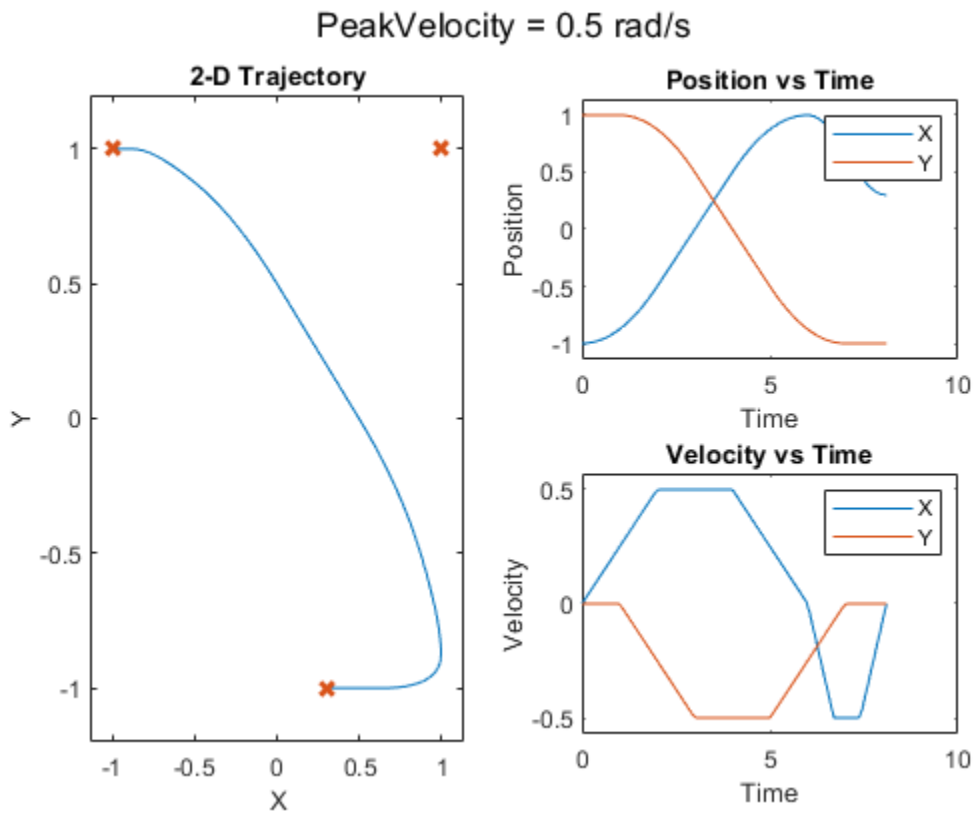 PeakVelocity = 0.5 rad/s
2-D Trajectory
1
0.5
0
-0.5
-1
Y
-1 -0.5 0 0.5 1
X
Position vs Time
1
0.5
0
-0.5
-1
Position
X
Y
0 5 10
Time
Velocity vs Time
0.5
0
-0.5
Velocity
X
Y
0 5 10
Time